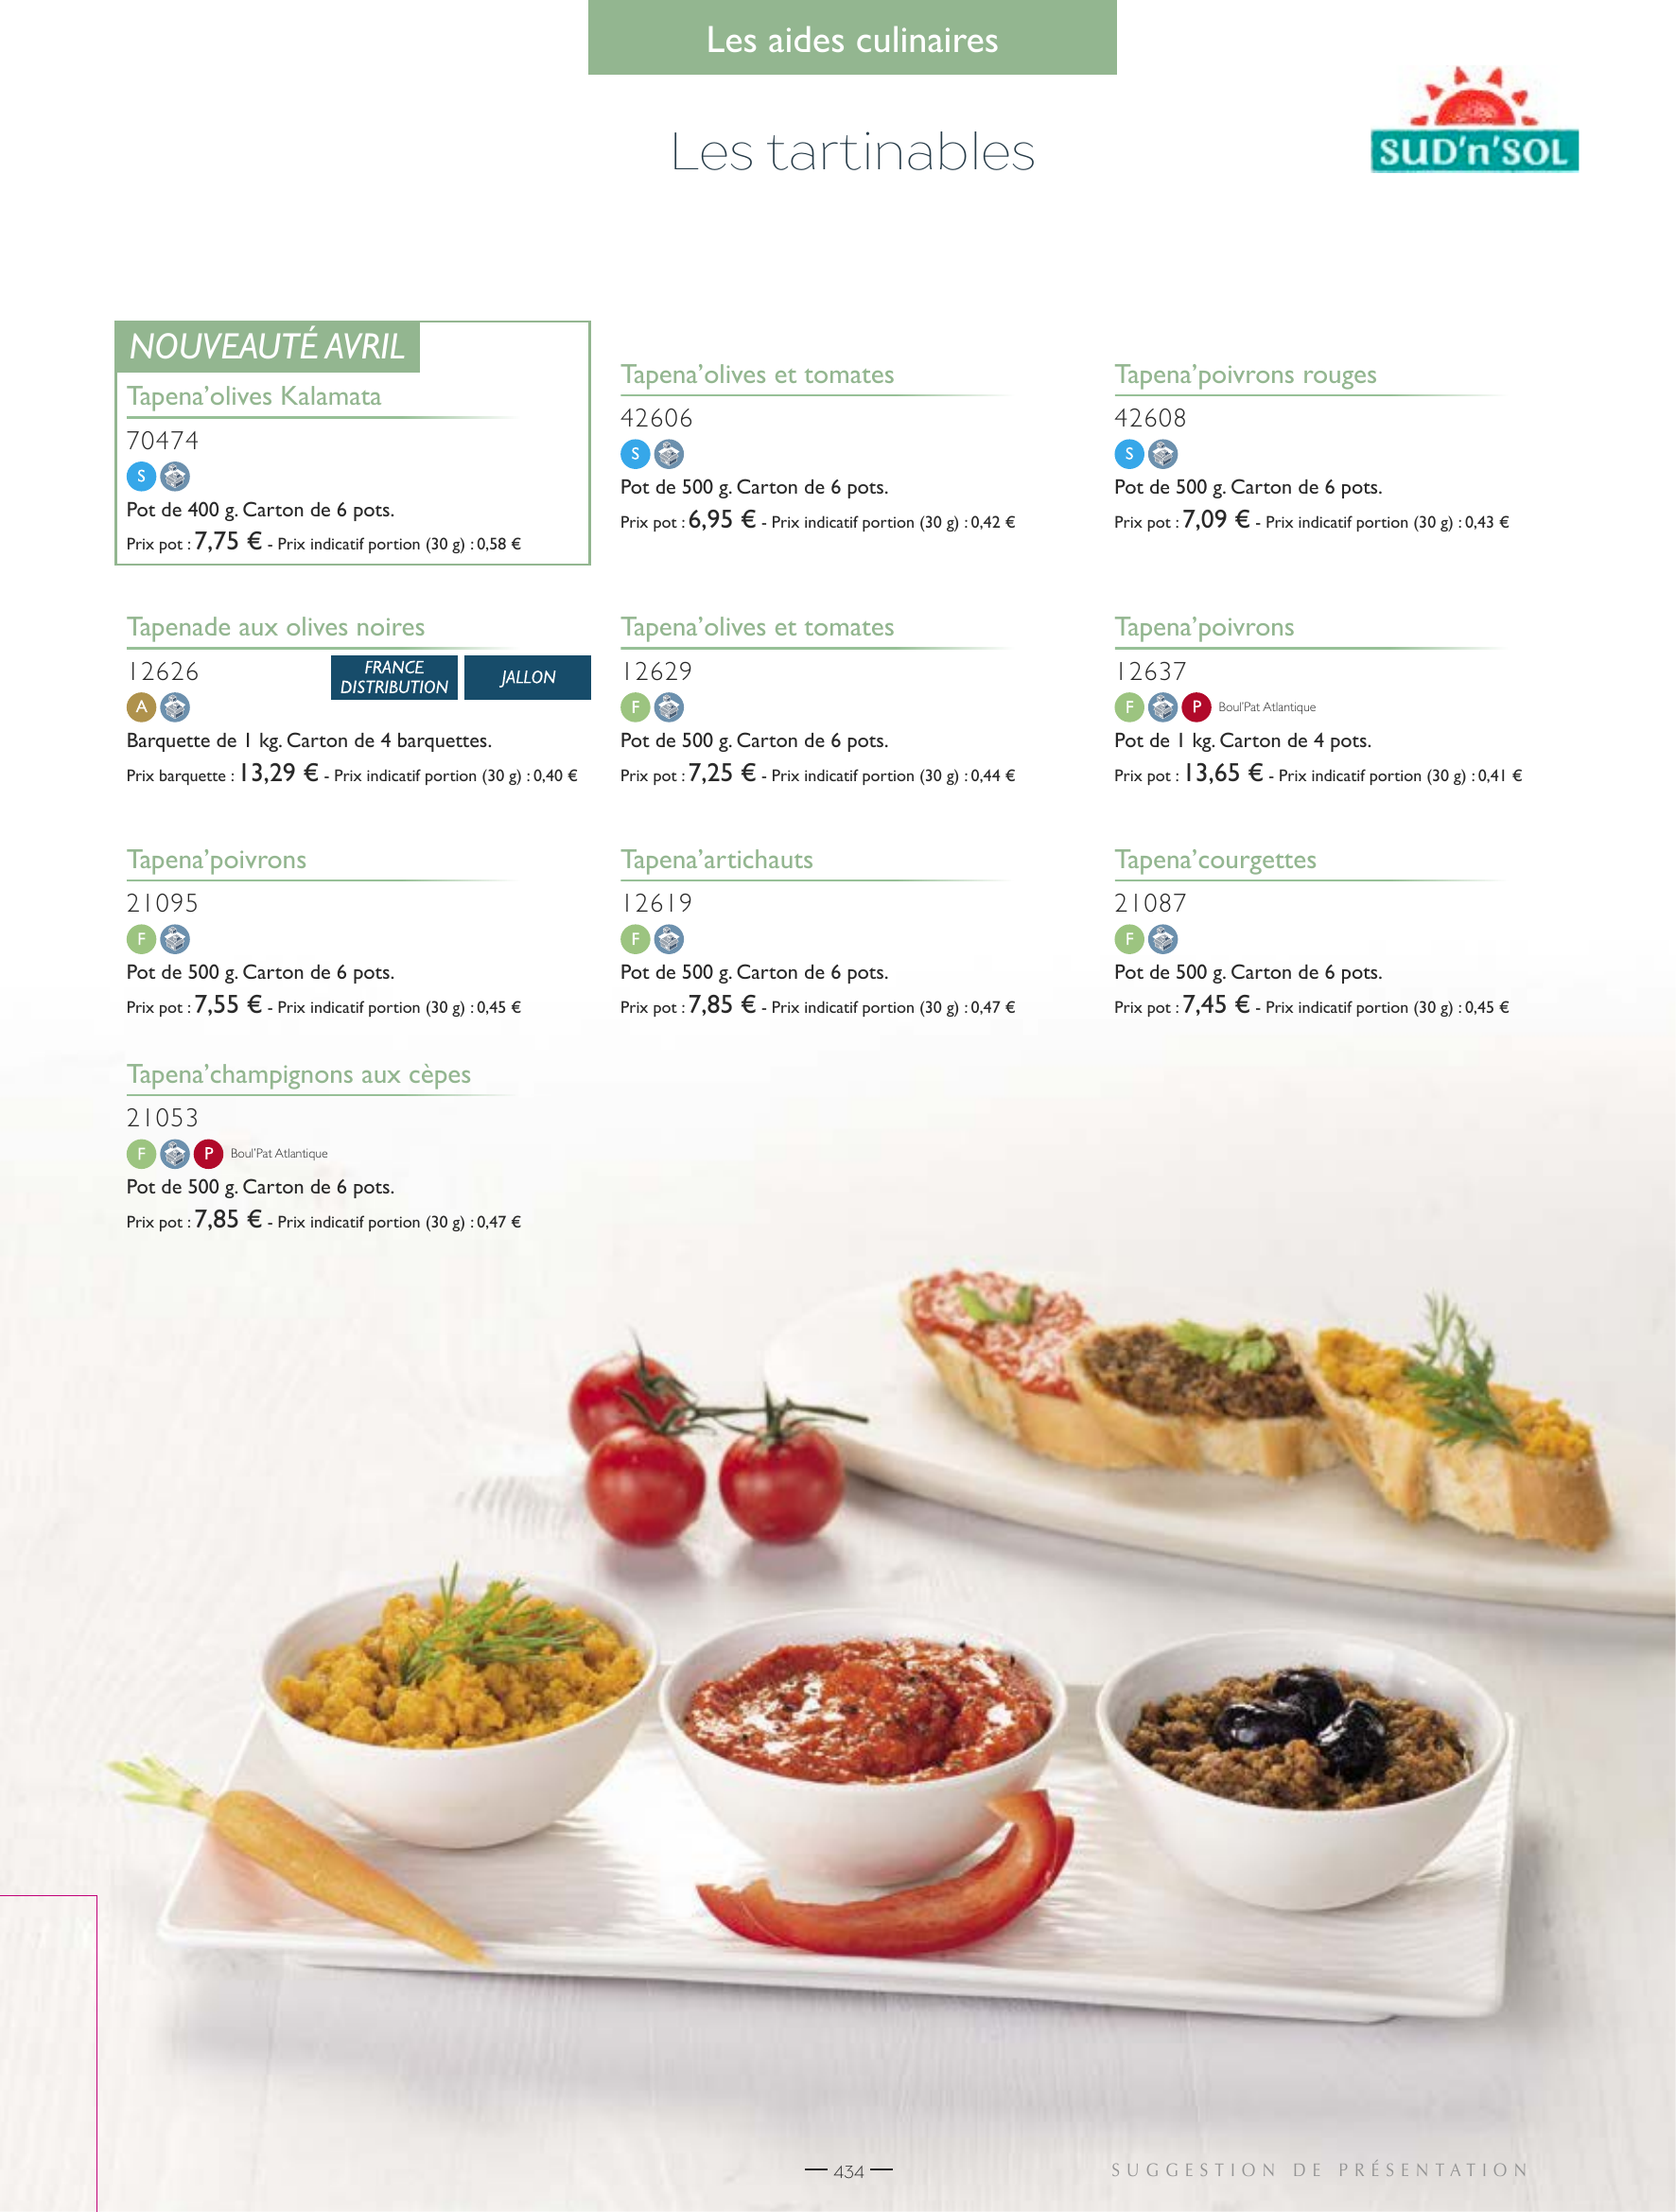 Les aides culinaires
Les tartinables
SUD'n'SOL
NOUVEAUTÉ AVRIL
Tapena'olives Kalamata
70474
S
Pot de 400 g. Carton de 6 pots.
Prix pot : 7,75 € - Prix indicatif portion (30 g) : 0,58 €
Tapena'olives et tomates
42606
S
Pot de 500 g. Carton de 6 pots.
Prix pot : 6,95 € - Prix indicatif portion (30 g) : 0,42 €
Tapena'poivrons rouges
42608
S
Pot de 500 g. Carton de 6 pots.
Prix pot : 7,09 € - Prix indicatif portion (30 g) : 0,43 €
Tapenade aux olives noires
12626
FRANCE
DISTRIBUTION
JALLON
A
Barquette de 1 kg. Carton de 4 barquettes.
Prix barquette : 13,29 € - Prix indicatif portion (30 g) : 0,40 €
Tapena'olives et tomates
12629
F
Pot de 500 g. Carton de 6 pots.
Prix pot : 7,25 € - Prix indicatif portion (30 g) : 0,44 €
Tapena'poivrons
12637
F P Boul'Pat Atlantique
Pot de 1 kg. Carton de 4 pots.
Prix pot : 13,65 € - Prix indicatif portion (30 g) : 0,41 €
Tapena'poivrons
21095
F
Pot de 500 g. Carton de 6 pots.
Prix pot : 7,55 € - Prix indicatif portion (30 g) : 0,45 €
Tapena'artichauts
12619
F
Pot de 500 g. Carton de 6 pots.
Prix pot : 7,85 € - Prix indicatif portion (30 g) : 0,47 €
Tapena'courgettes
21087
F
Pot de 500 g. Carton de 6 pots.
Prix pot : 7,45 € - Prix indicatif portion (30 g) : 0,45 €
Tapena'champignons aux cèpes
21053
F P Boul'Pat Atlantique
Pot de 500 g. Carton de 6 pots.
Prix pot : 7,85 € - Prix indicatif portion (30 g) : 0,47 €
— 434 —
SUGGESTION DE PRÉSENTATION